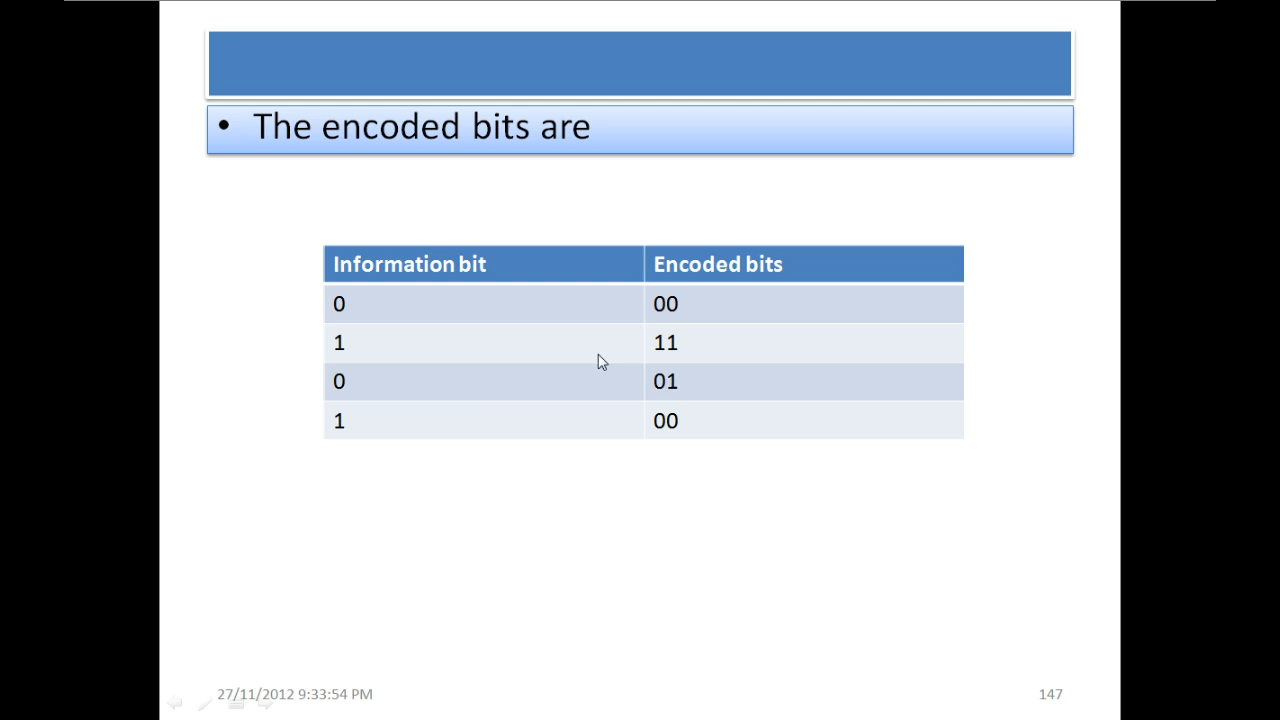 • The encoded bits are
Information bit Encoded bits
0 00
1 11
0 01
1 00
27/11/2012 9:33:54 PM 147